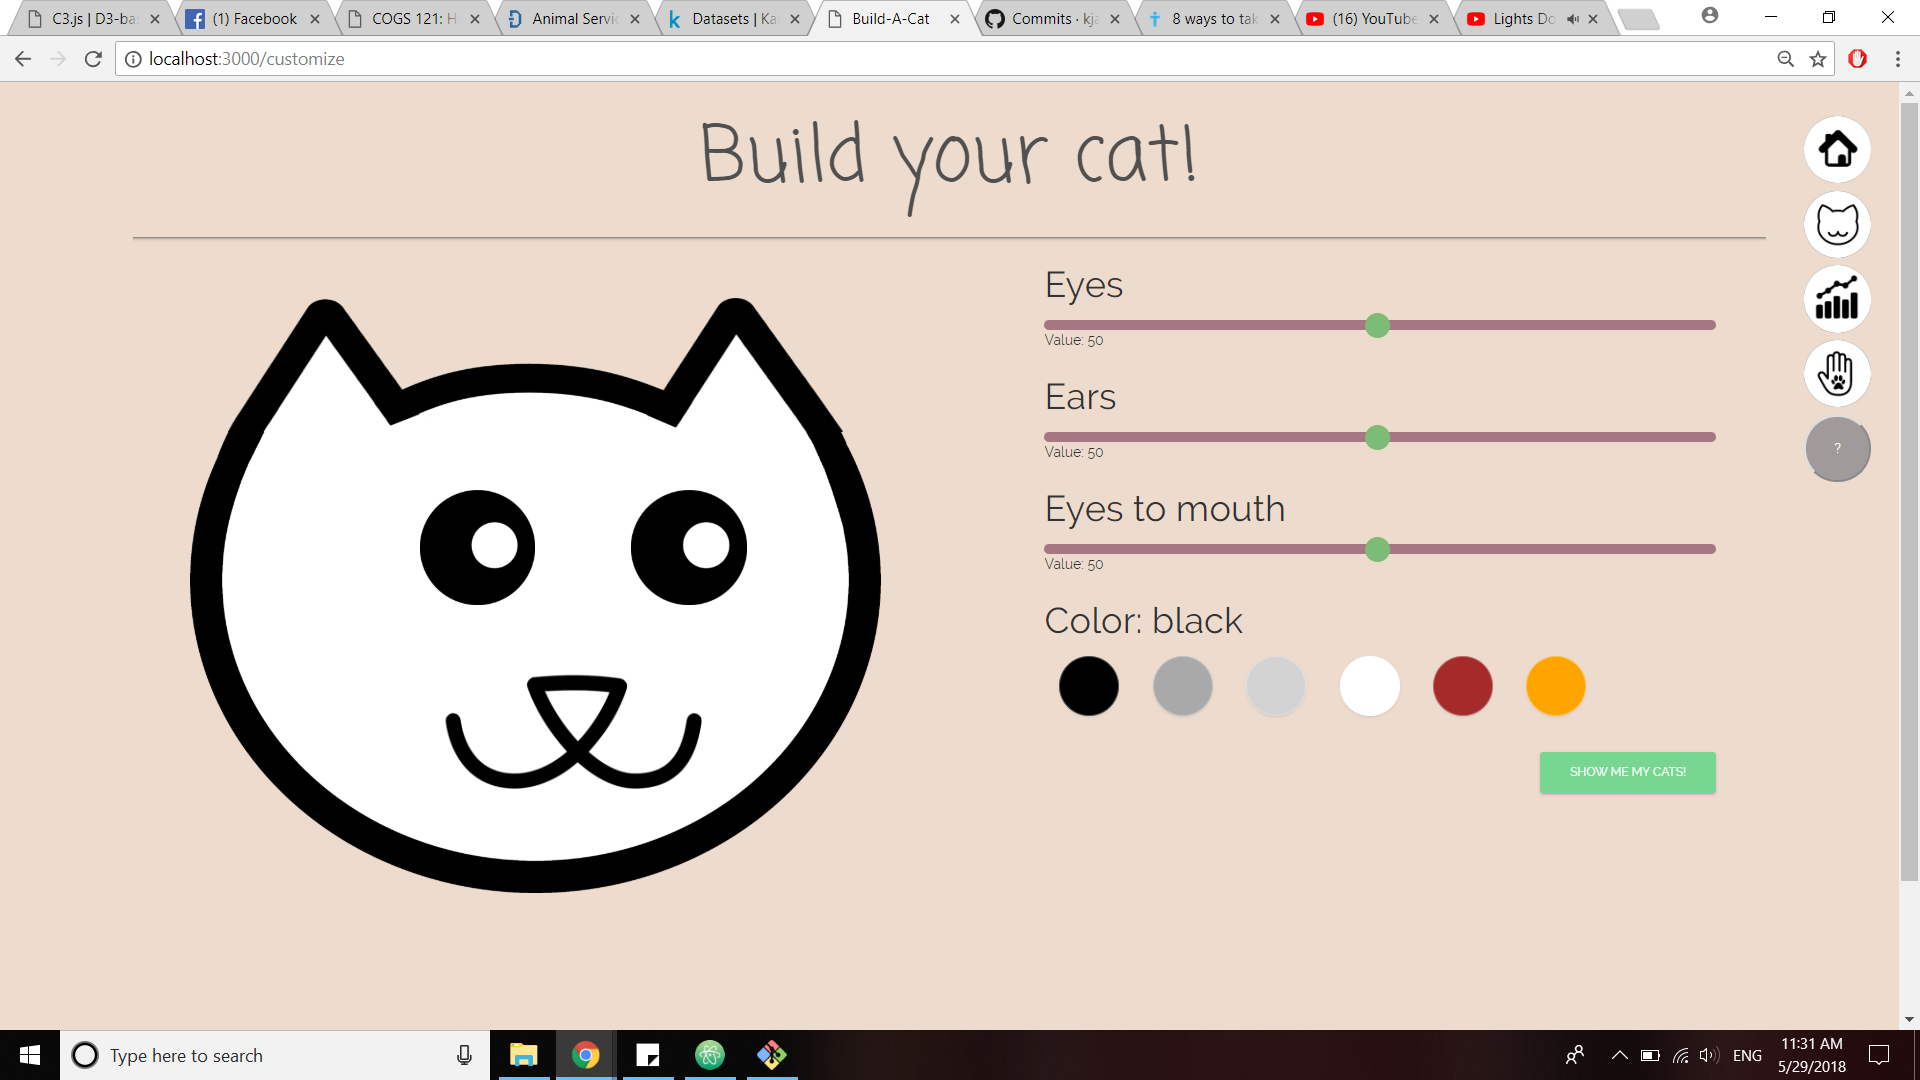 C3.js | D3-ba
(1) Facebook
COGS 121: H
Animal Servic
Datasets | Ka
Build-A-Cat
Commits · kja
8 ways to tak
(16) YouTube
Lights Do
localhost:3000/customize
Build your cat!
Eyes
Value: 50
Ears
Value: 50
Eyes to mouth
Value: 50
Color: black
SHOW ME MY CATS!
?
Type here to search
ENG
11:31 AM
5/29/2018